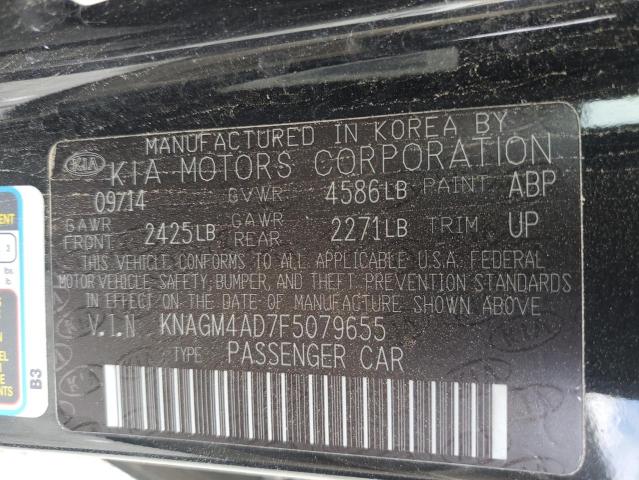 MANUFACTURED IN KOREA BY
KIA KIA MOTORS CORPORATION
09/14 GVWR 4586LB PAINT ABP
GAWR FRONT 2425LB GAWR REAR 2271LB TRIM UP
THIS VEHICLE CONFORMS TO ALL APPLICABLE U.S.A. FEDERAL
MOTOR VEHICLE SAFETY, BUMPER, AND THEFT PREVENTION STANDARDS
IN EFFECT ON THE DATE OF MANUFACTURE SHOWN ABOVE
V.I.N KNAGM4AD7F5079655
TYPE PASSENGER CAR
B3